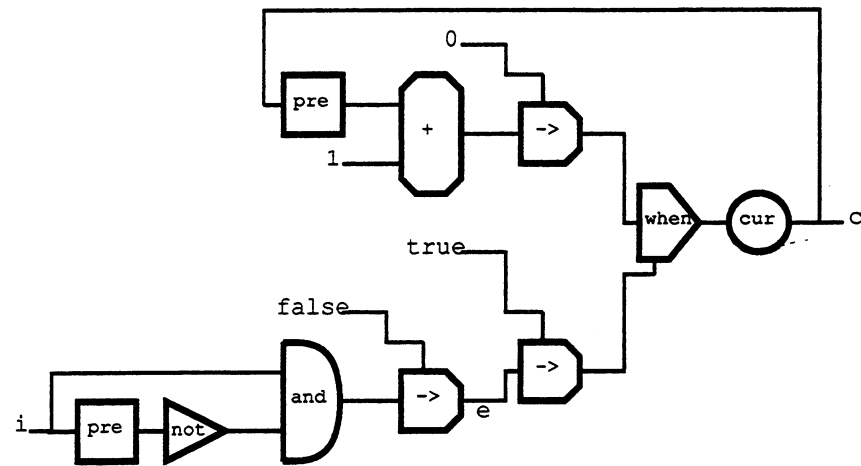 0
pre
+
->
1
when
cur
c
true
false
->
and
->
e
i
pre
not